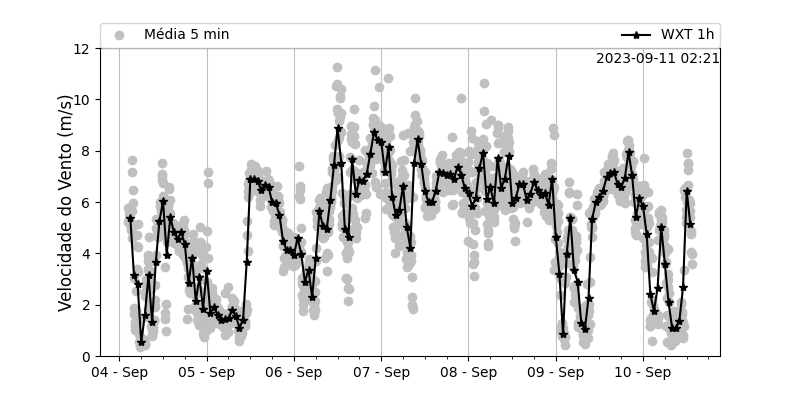 Média 5 min
WXT 1h
2023-09-11 02:21
Velocidade do Vento (m/s)
12
10
8
6
4
2
0
04 - Sep 05 - Sep 06 - Sep 07 - Sep 08 - Sep 09 - Sep 10 - Sep